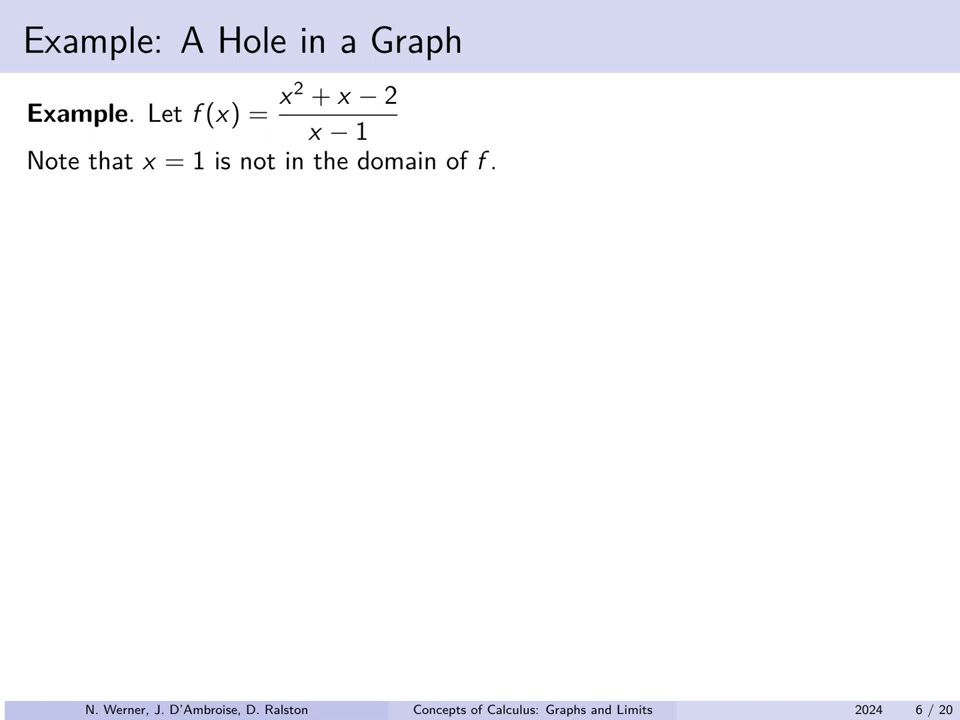 Example: A Hole in a Graph
Example. Let f(x) = (x² + x − 2) / (x − 1)
Note that x = 1 is not in the domain of f.
N. Werner, J. D'Ambroise, D. Ralston Concepts of Calculus: Graphs and Limits 2024 6 / 20